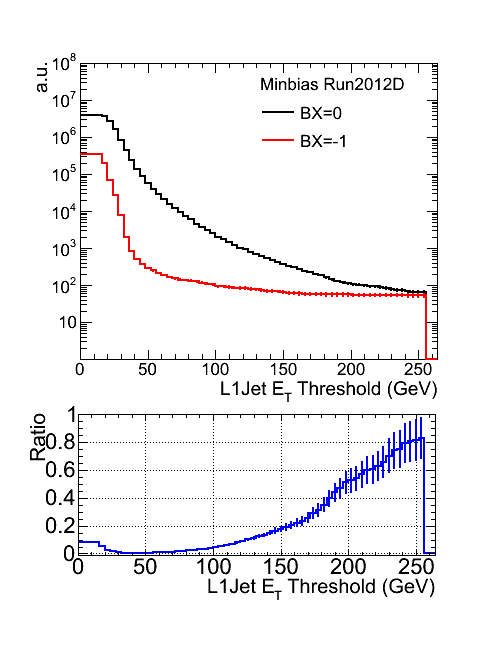 a.u.
10^8
10^7
10^6
10^5
10^4
10^3
10^2
10
Minbias Run2012D
BX=0
BX=-1
0 50 100 150 200 250
L1Jet E_T Threshold (GeV)
Ratio
1
0.8
0.6
0.4
0.2
0
0 50 100 150 200 250
L1Jet E_T Threshold (GeV)